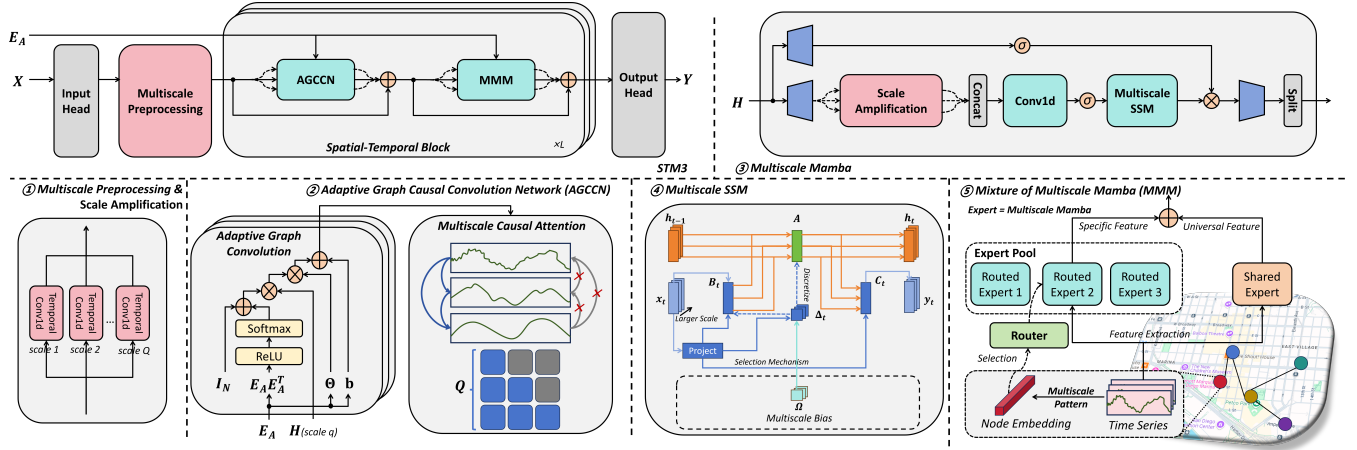 E_A
X
Input
Head
Multiscale
Preprocessing
AGCCN
MMM
Spatial-Temporal Block
×L
Output
Head
Y
STM3
H
Scale
Amplification
Concat
Conv1d
σ
σ
Multiscale
SSM
Split
③ Multiscale Mamba
① Multiscale Preprocessing &
Scale Amplification
Temporal
Conv1d
Temporal
Conv1d
...
Temporal
Conv1d
scale 1
scale 2
scale Q
② Adaptive Graph Causal Convolution Network (AGCCN)
Adaptive Graph
Convolution
Softmax
ReLU
I_N
E_A E_A^T
Θ
b
E_A
H (scale q)
Multiscale Causal Attention
Q
④ Multiscale SSM
h_{t-1}
A
h_t
x_t
B_t
Discretize
C_t
y_t
Larger Scale
Δ_t
Project
Selection Mechanism
Ω
Multiscale Bias
⑤ Mixture of Multiscale Mamba (MMM)
Expert = Multiscale Mamba
Specific Feature
Universal Feature
Expert Pool
Routed
Expert 1
Routed
Expert 2
Routed
Expert 3
Shared
Expert
Router
Feature Extraction
Selection
Multiscale
Pattern
Node Embedding
Time Series
EAST VILLAGE